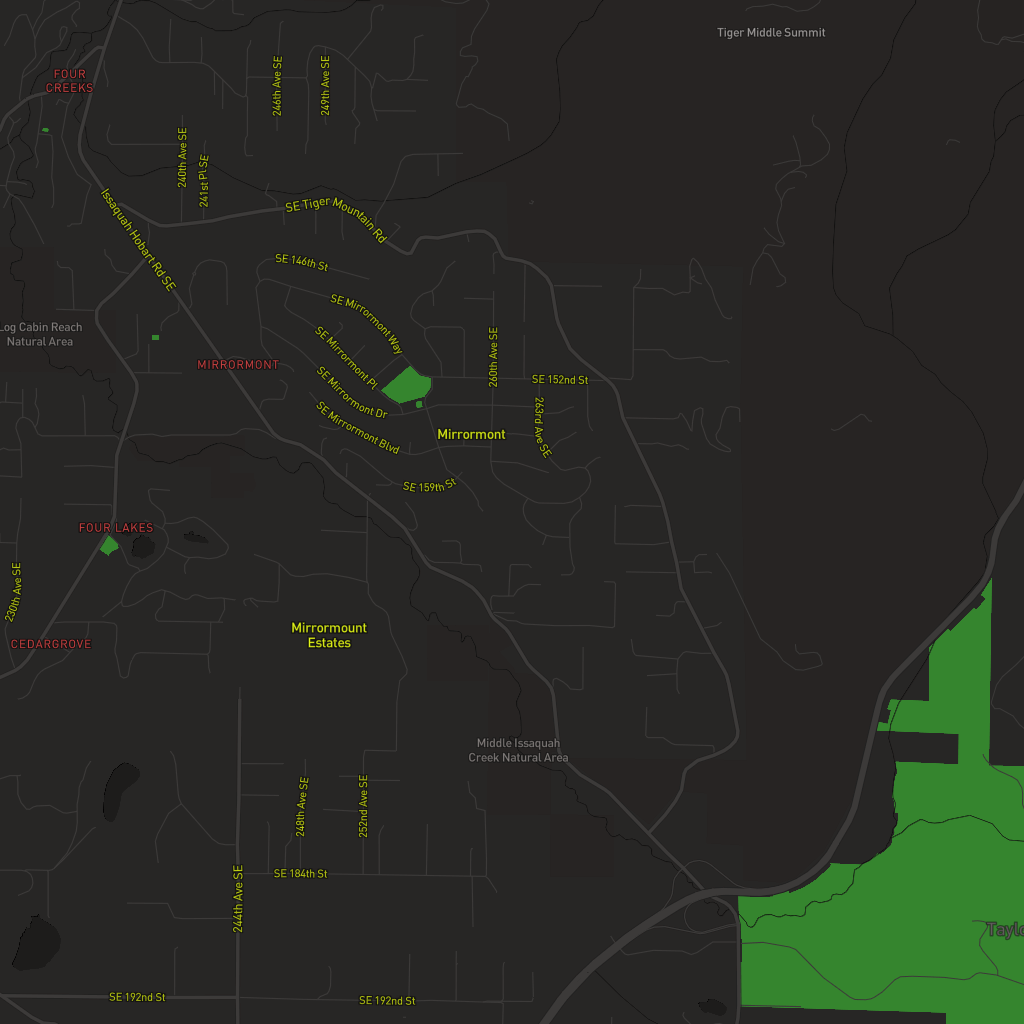 Tiger Middle Summit
FOUR
CREEKS
246th Ave SE
249th Ave SE
240th Ave SE
241st Pl SE
Issaquah Hobart Rd SE
SE Tiger Mountain Rd
SE 146th St
SE Mirrormont Way
Log Cabin Reach
Natural Area
SE Mirrormont Pl
260th Ave SE
MIRRORMONT
SE Mirrormont Dr
SE 152nd St
SE Mirrormont Blvd
263rd Ave SE
Mirrormont
SE 159th St
FOUR LAKES
230th Ave SE
Mirrormount
Estates
CEDARGROVE
Middle Issaquah
Creek Natural Area
248th Ave SE
252nd Ave SE
SE 184th St
244th Ave SE
SE 192nd St
SE 192nd St